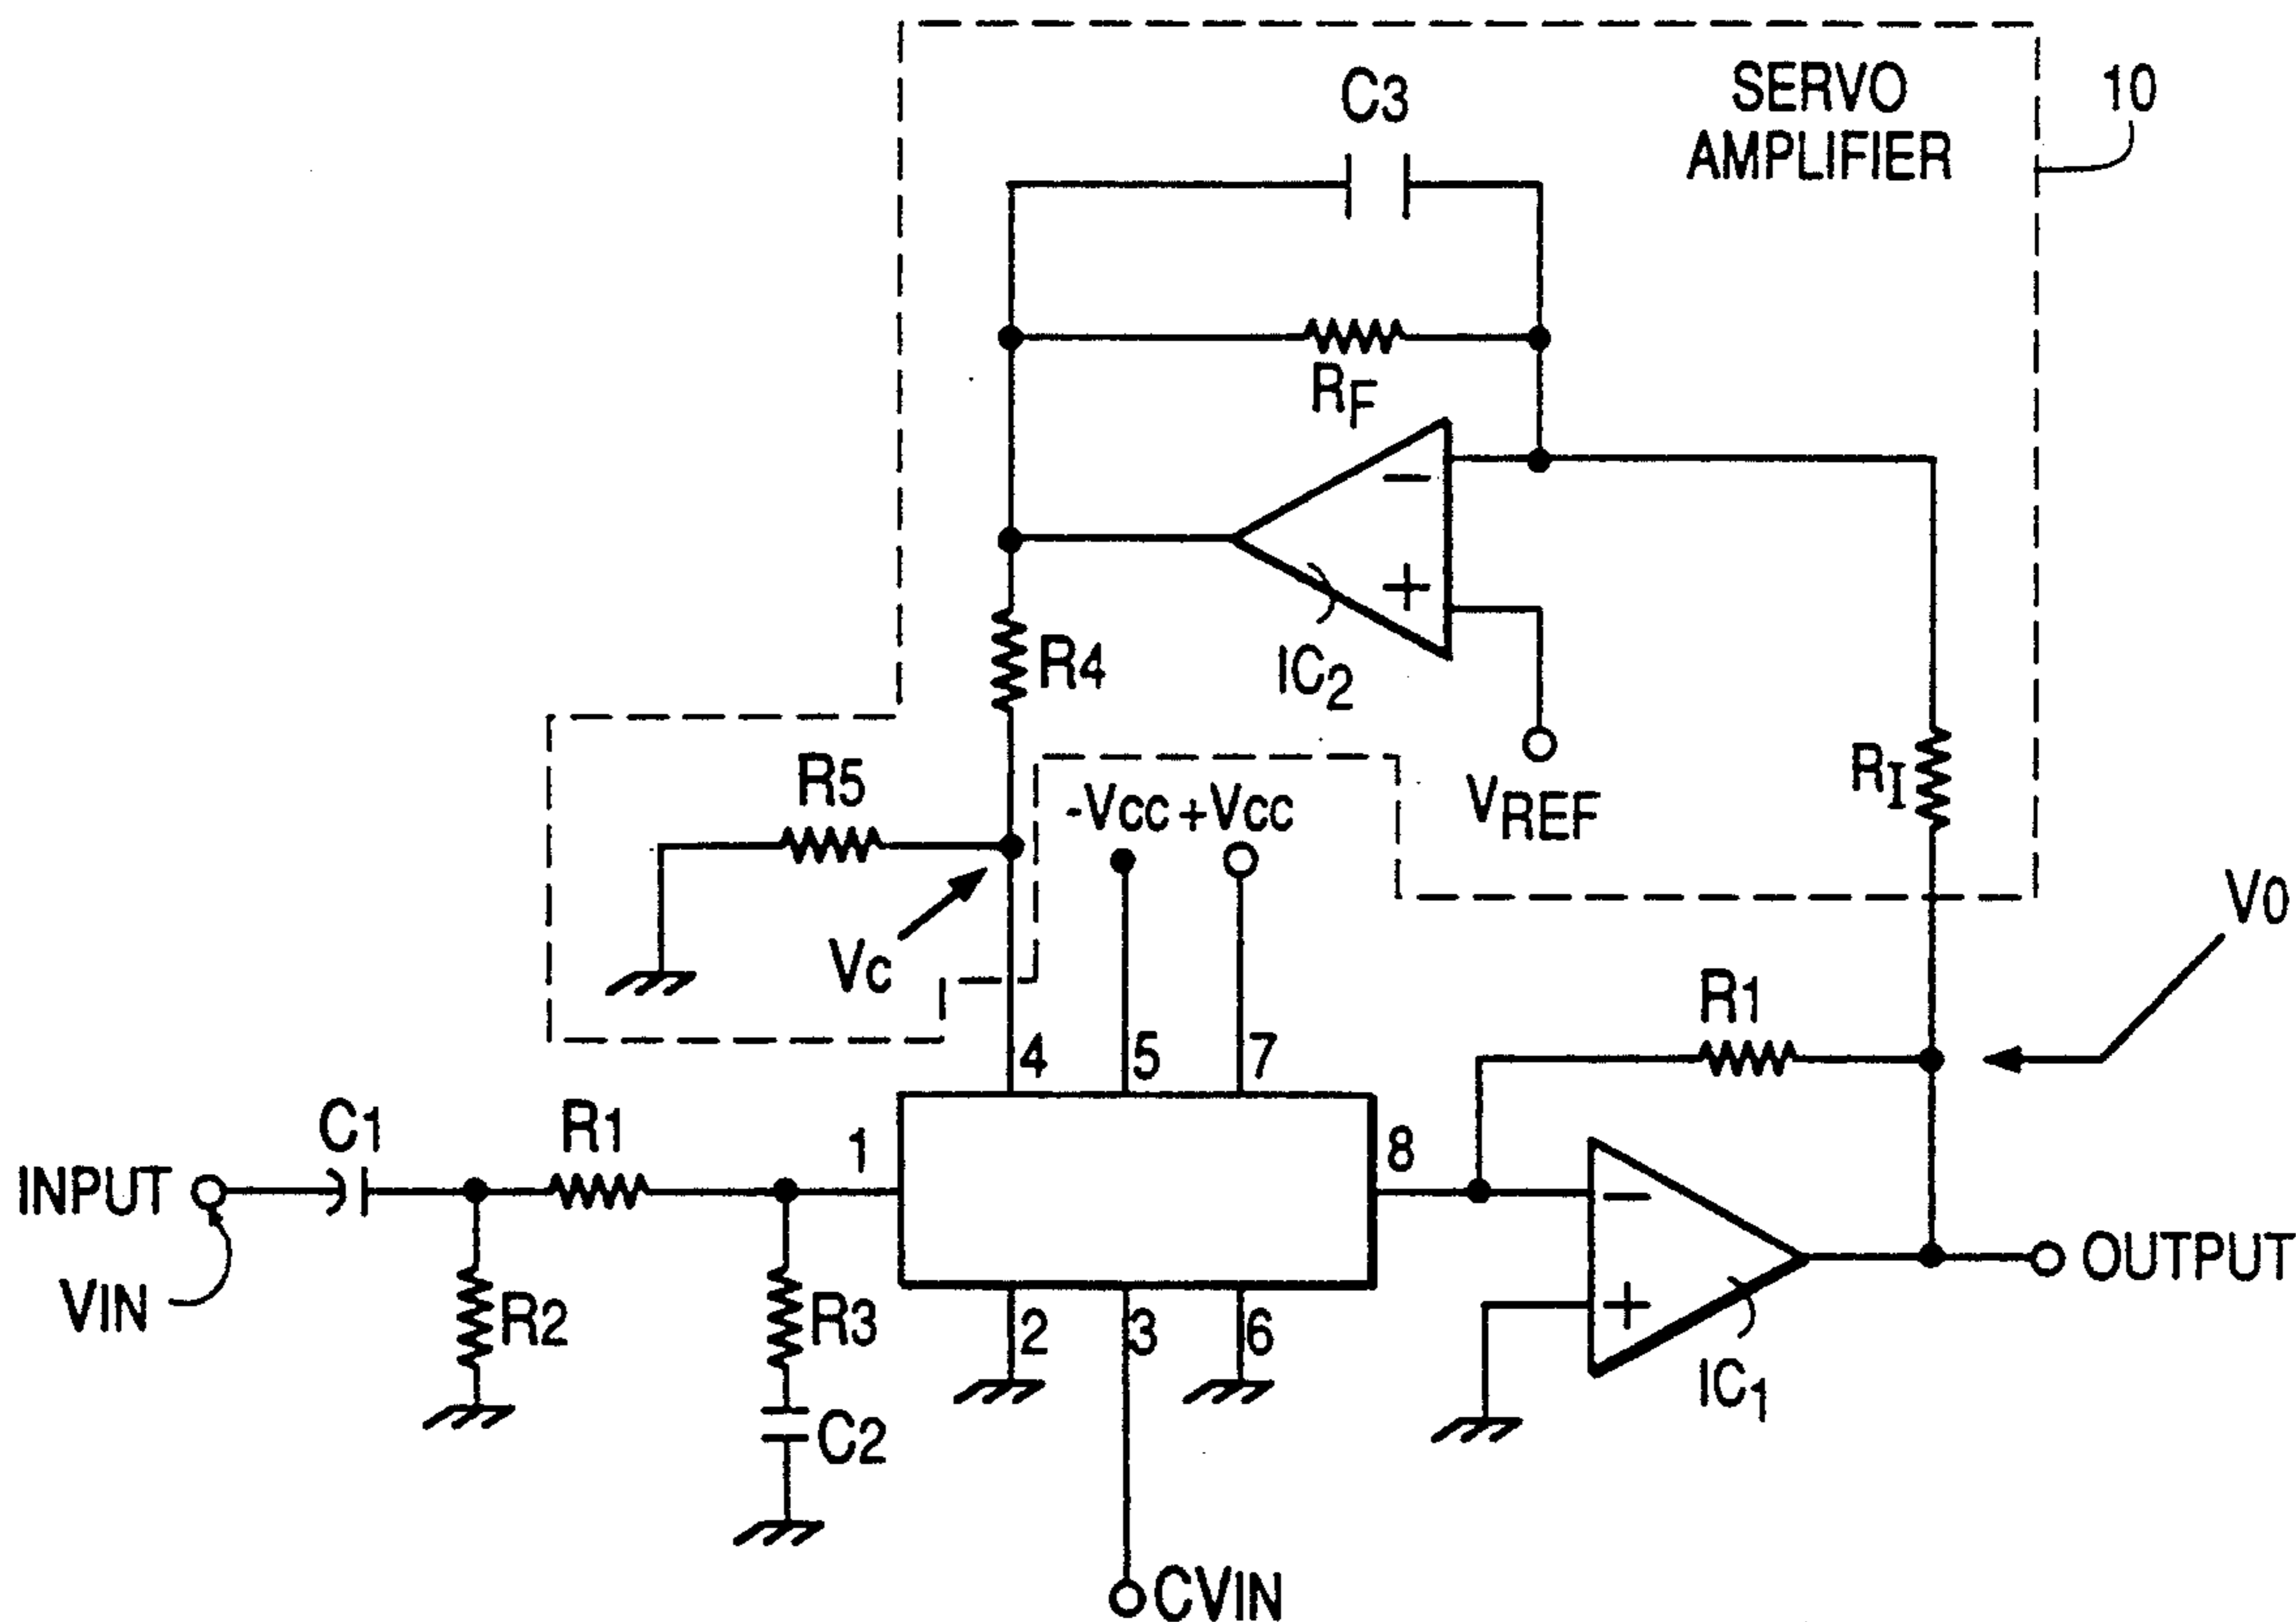 C3
SERVO
AMPLIFIER
10
RF
IC2
R4
VREF
RI
R5
-VCC +VCC
VC
V0
R1
4
5
7
INPUT
C1
R1
1
8
VIN
R2
R3
2
3
6
OUTPUT
IC1
C2
CVIN
− +
− +